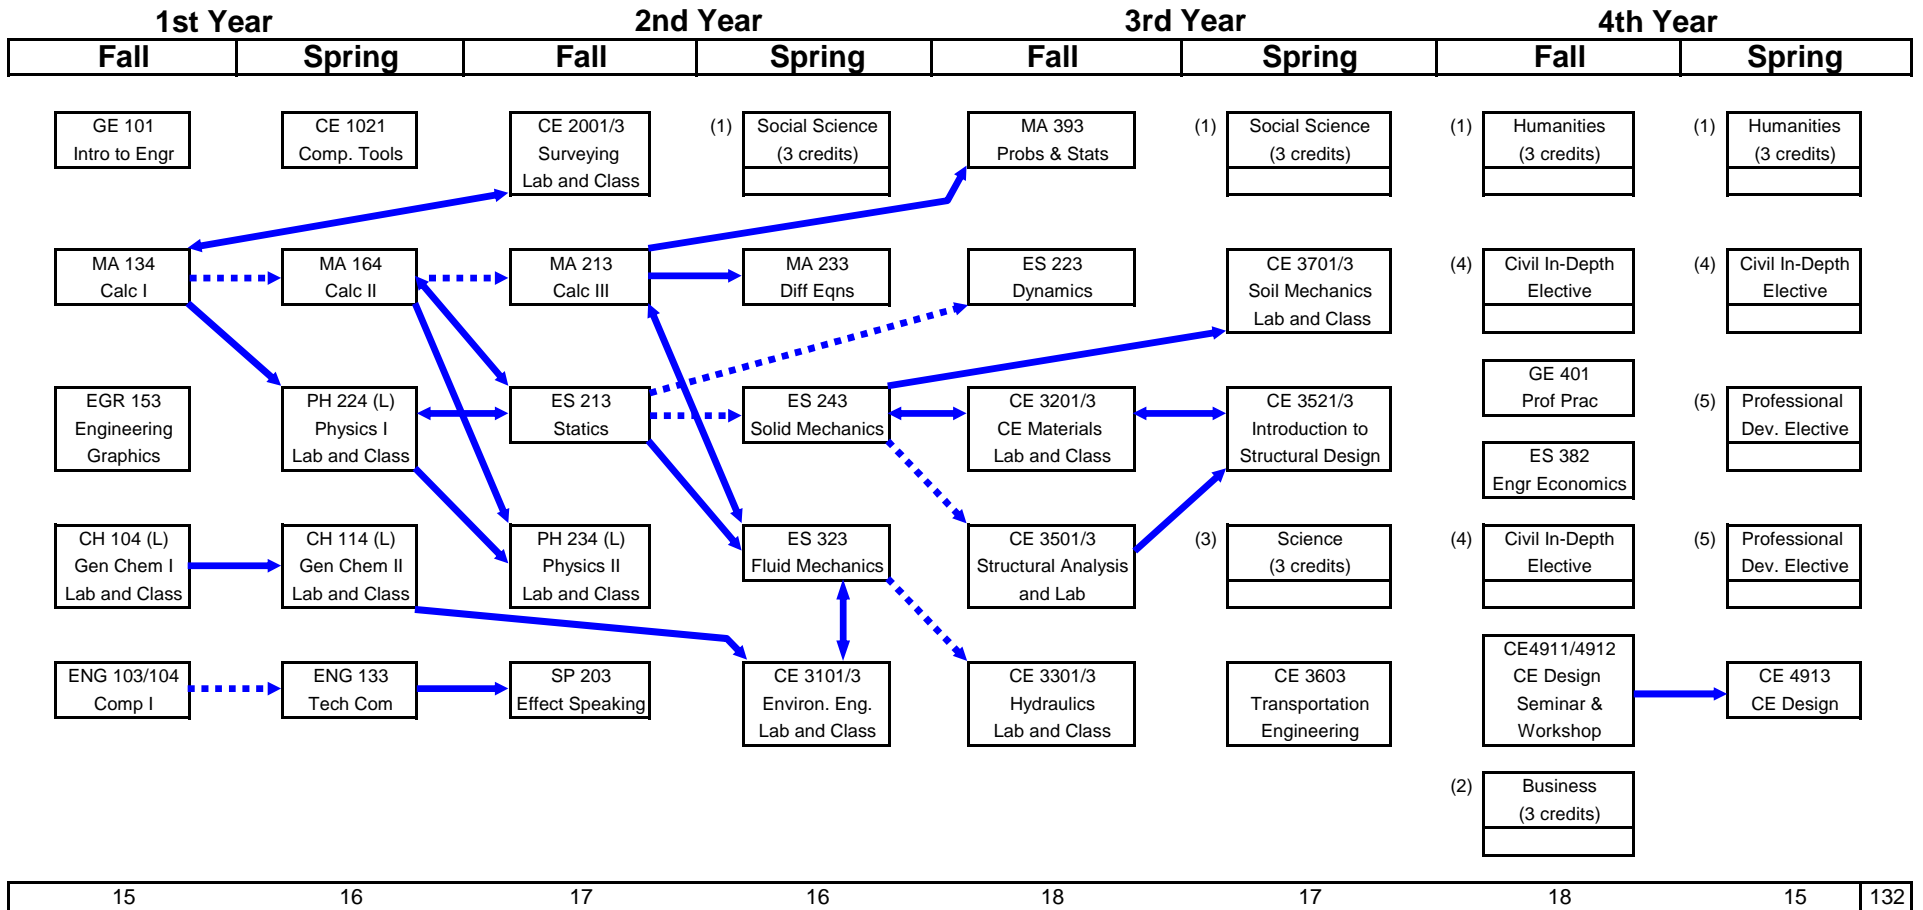 1st Year
2nd Year
3rd Year
4th Year
Fall
Spring
Fall
Spring
Fall
Spring
Fall
Spring
GE 101
Intro to Engr
CE 1021
Comp. Tools
CE 2001/3
Surveying
Lab and Class
(1)
Social Science
(3 credits)
MA 393
Probs & Stats
(1)
Social Science
(3 credits)
(1)
Humanities
(3 credits)
(1)
Humanities
(3 credits)
MA 134
Calc I
MA 164
Calc II
MA 213
Calc III
MA 233
Diff Eqns
ES 223
Dynamics
CE 3701/3
Soil Mechanics
Lab and Class
(4)
Civil In-Depth
Elective
(4)
Civil In-Depth
Elective
GE 401
Prof Prac
EGR 153
Engineering
Graphics
PH 224 (L)
Physics I
Lab and Class
ES 213
Statics
ES 243
Solid Mechanics
CE 3201/3
CE Materials
Lab and Class
CE 3521/3
Introduction to
Structural Design
(5)
Professional
Dev. Elective
ES 382
Engr Economics
CH 104 (L)
Gen Chem I
Lab and Class
CH 114 (L)
Gen Chem II
Lab and Class
PH 234 (L)
Physics II
Lab and Class
ES 323
Fluid Mechanics
CE 3501/3
Structural Analysis
and Lab
(3)
Science
(3 credits)
(4)
Civil In-Depth
Elective
(5)
Professional
Dev. Elective
ENG 103/104
Comp I
ENG 133
Tech Com
SP 203
Effect Speaking
CE 3101/3
Environ. Eng.
Lab and Class
CE 3301/3
Hydraulics
Lab and Class
CE 3603
Transportation
Engineering
CE4911/4912
CE Design
Seminar &
Workshop
CE 4913
CE Design
(2)
Business
(3 credits)
15
16
17
16
18
17
18
15
132